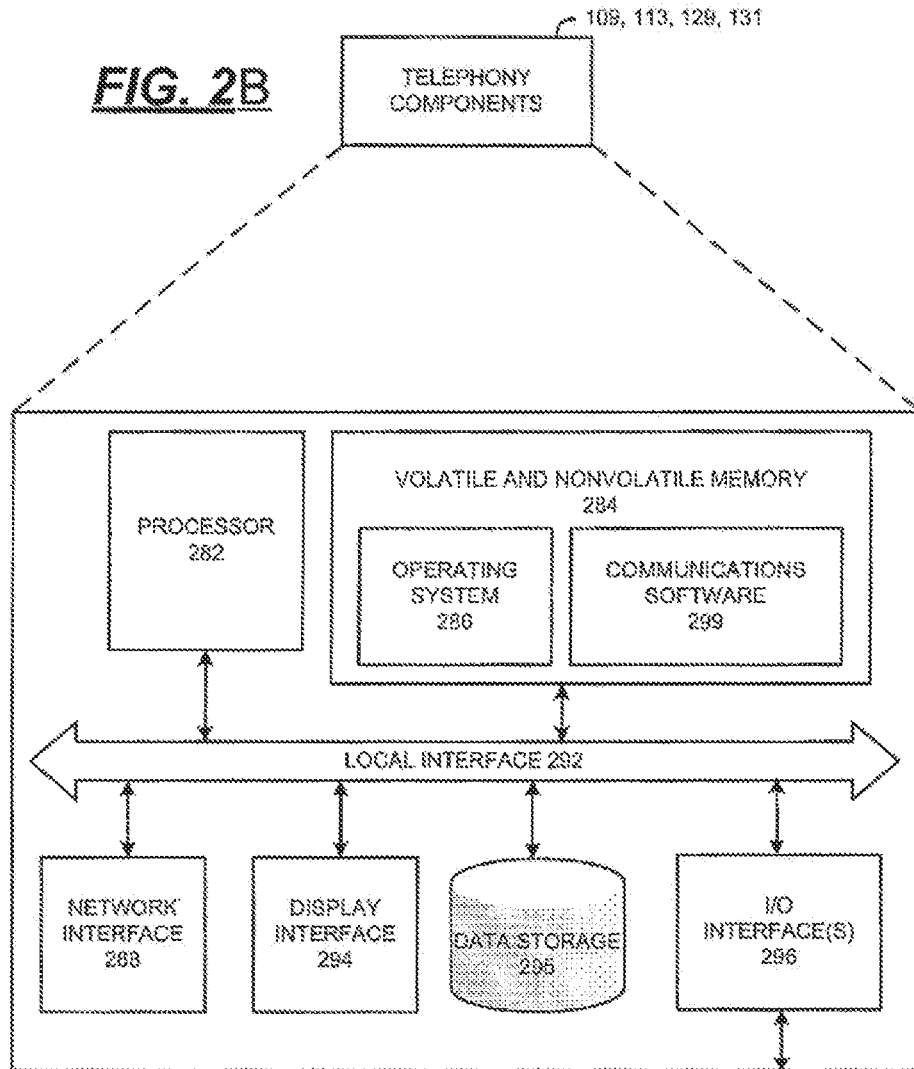 109, 113, 129, 131
FIG. 2B
TELEPHONY
COMPONENTS
PROCESSOR
282
VOLATILE AND NONVOLATILE MEMORY
284
OPERATING
SYSTEM
286
COMMUNICATIONS
SOFTWARE
299
LOCAL INTERFACE 292
NETWORK
INTERFACE
288
DISPLAY
INTERFACE
294
DATA STORAGE
295
I/O
INTERFACE(S)
296